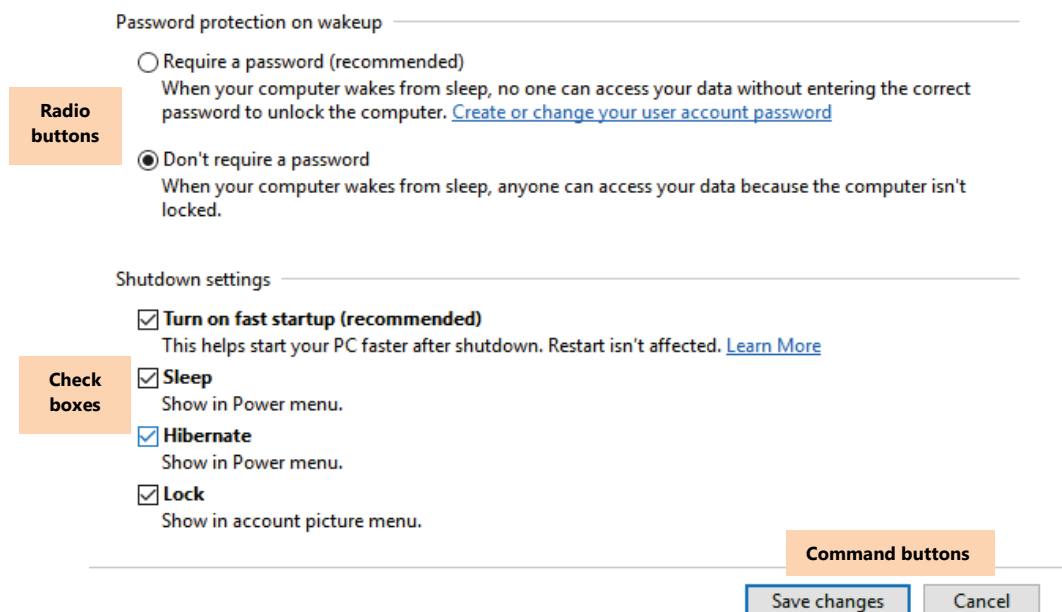 Password protection on wakeup
Require a password (recommended)
When your computer wakes from sleep, no one can access your data without entering the correct
password to unlock the computer. Create or change your user account password
Radio
buttons
Don't require a password
When your computer wakes from sleep, anyone can access your data because the computer isn't
locked.
Shutdown settings
Turn on fast startup (recommended)
This helps start your PC faster after shutdown. Restart isn't affected. Learn More
Check
boxes
Sleep
Show in Power menu.
Hibernate
Show in Power menu.
Lock
Show in account picture menu.
Command buttons
Save changes
Cancel